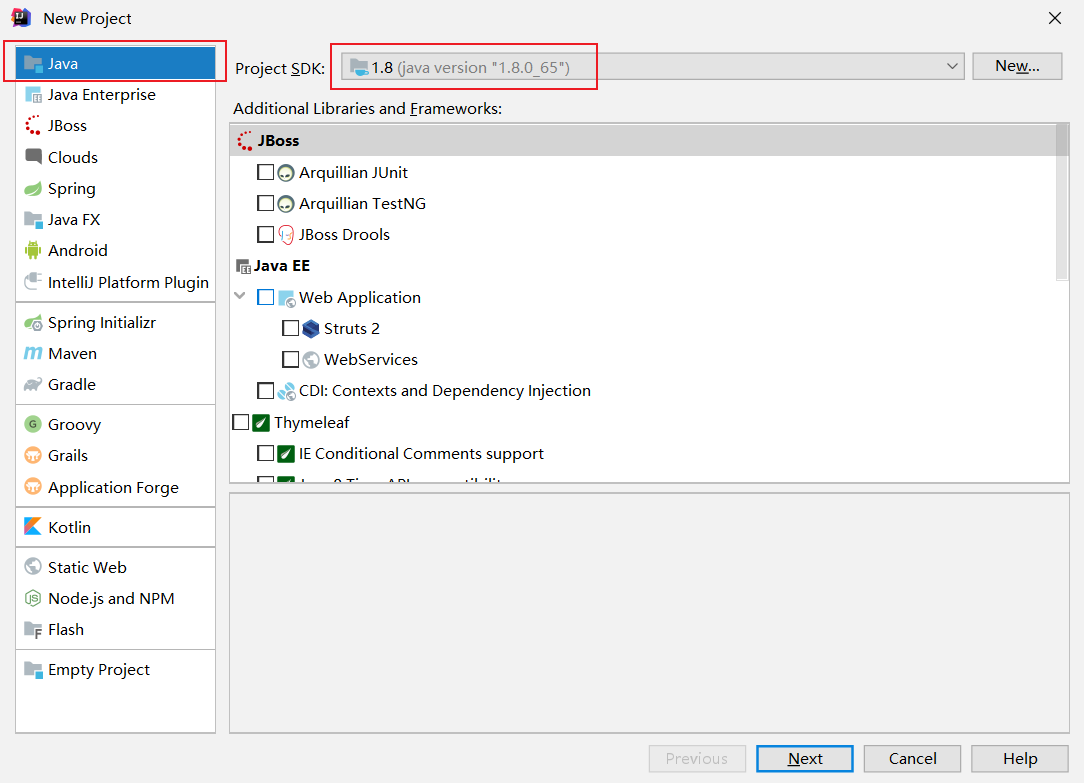 New Project
Java
Java Enterprise
JBoss
Clouds
Spring
Java FX
Android
IntelliJ Platform Plugin
Spring Initializr
Maven
Gradle
Groovy
Grails
Application Forge
Kotlin
Static Web
Node.js and NPM
Flash
Empty Project
Project SDK: 1.8 (java version "1.8.0_65") New...
Additional Libraries and Frameworks:
JBoss
Arquillian JUnit
Arquillian TestNG
JBoss Drools
Java EE
Web Application
Struts 2
WebServices
CDI: Contexts and Dependency Injection
Thymeleaf
IE Conditional Comments support
Previous Next Cancel Help